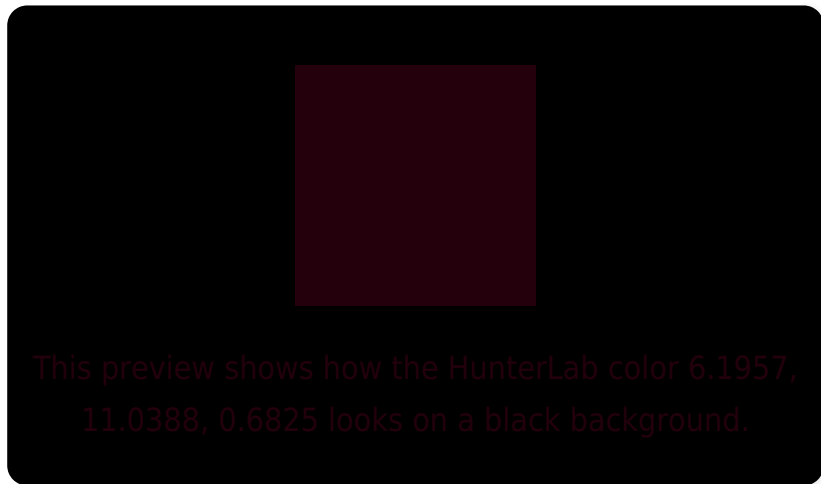 This preview shows how the HunterLab color 6.1957,
11.0388, 0.6825 looks on a black background.